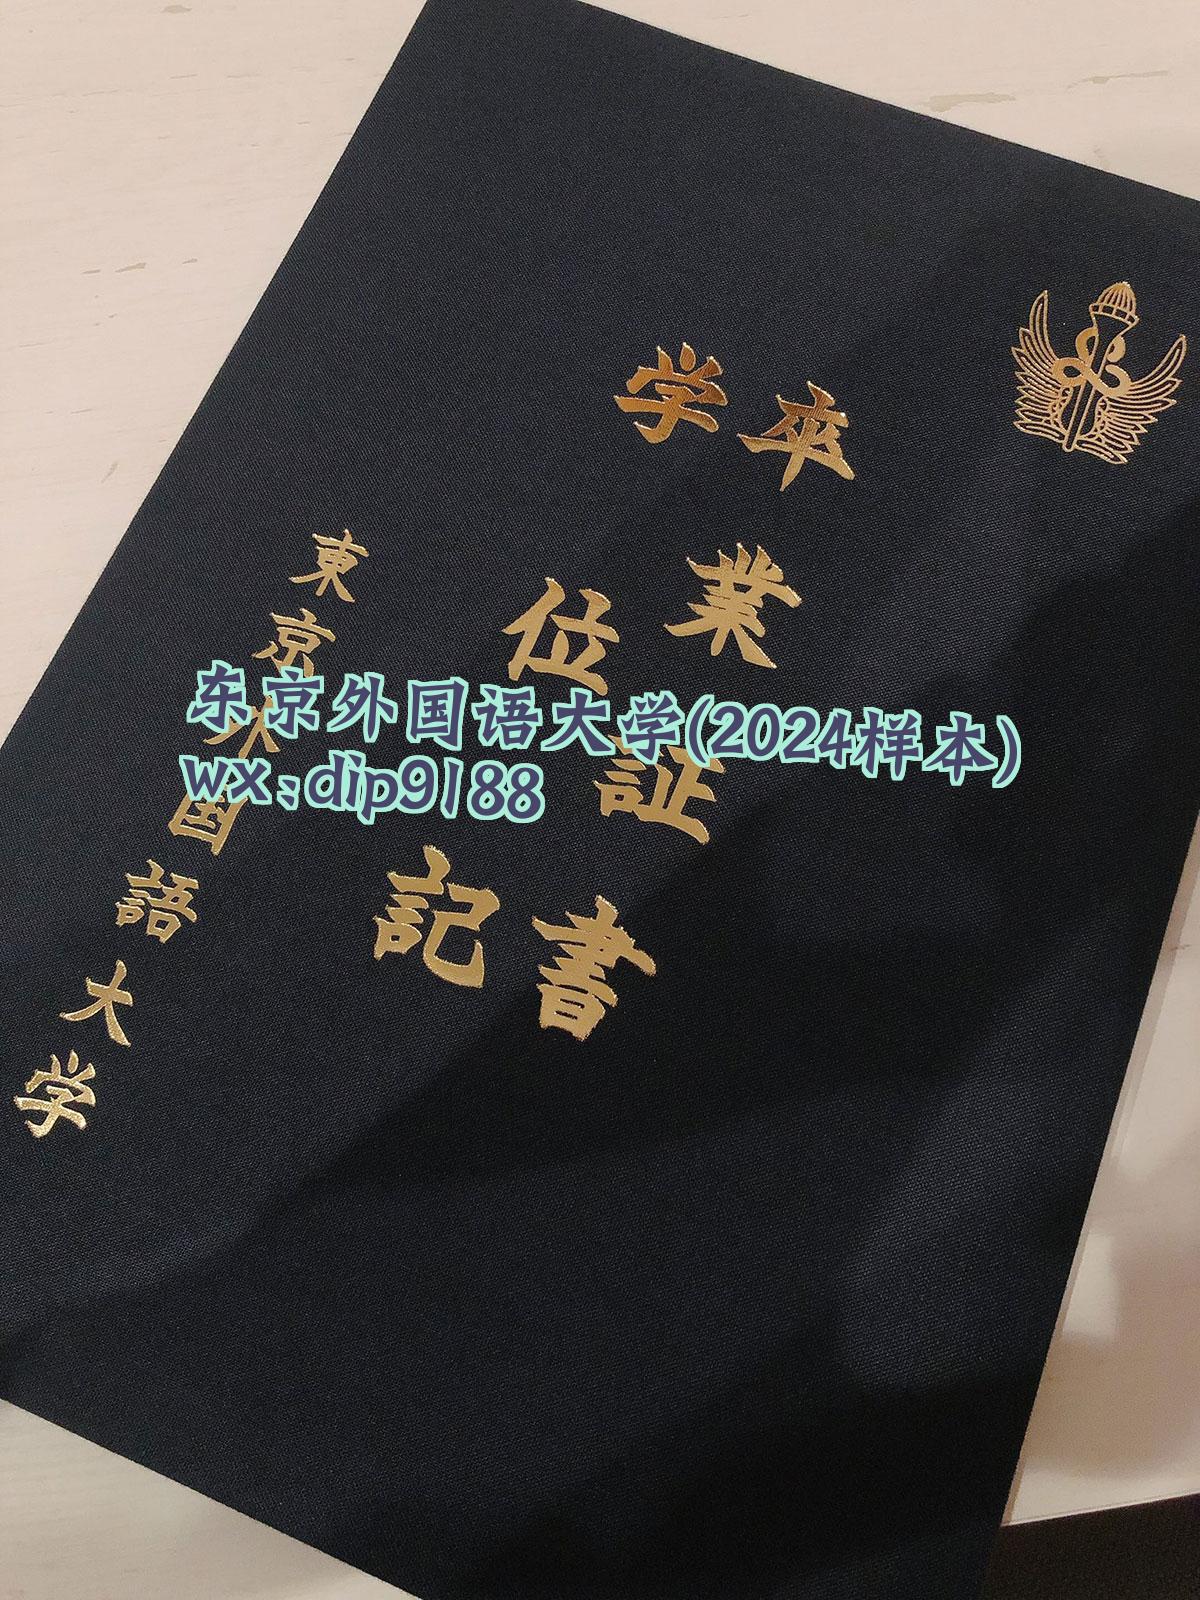 卒業証書
学位記
東京外国語大学
东京外国语大学(2024样本)
wx:dip9188